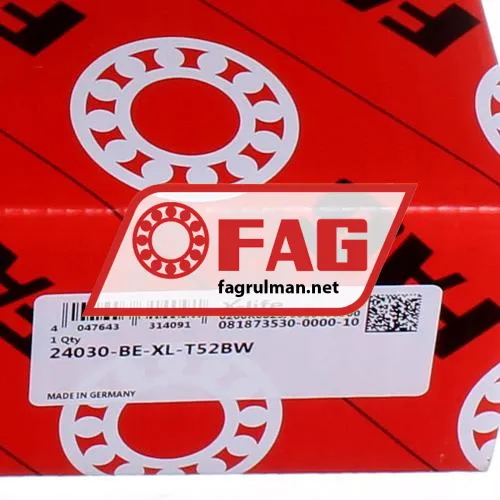 FAG
fagrulman.net
X-life
4 047643 314091
081873530-0000-10
1 Qty
24030-BE-XL-T52BW
MADE IN GERMANY